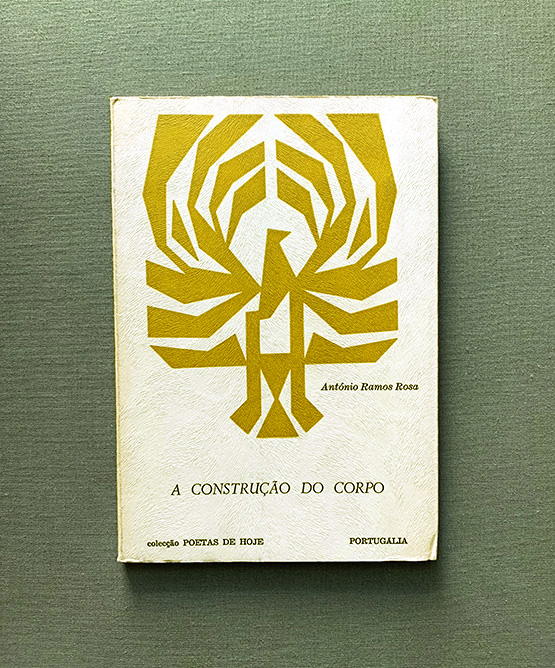 António Ramos Rosa
A CONSTRUÇÃO DO CORPO
colecção POETAS DE HOJE PORTUGÁLIA